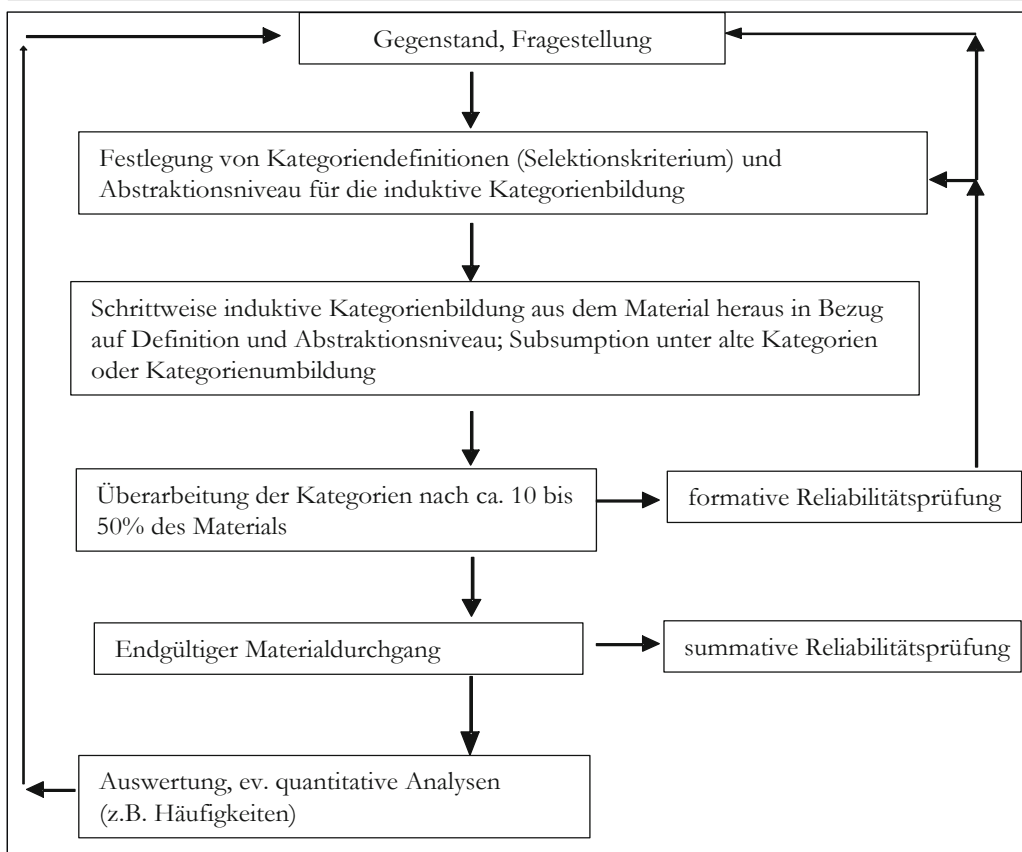 Gegenstand, Fragestellung
Festlegung von Kategoriendefinitionen (Selektionskriterium) und
Abstraktionsniveau für die induktive Kategorienbildung
Schrittweise induktive Kategorienbildung aus dem Material heraus in Bezug
auf Definition und Abstraktionsniveau; Subsumption unter alte Kategorien
oder Kategorienumbildung
Überarbeitung der Kategorien nach ca. 10 bis
50% des Materials
formative Reliabilitätsprüfung
Endgültiger Materialdurchgang
summative Reliabilitätsprüfung
Auswertung, ev. quantitative Analysen
(z.B. Häufigkeiten)